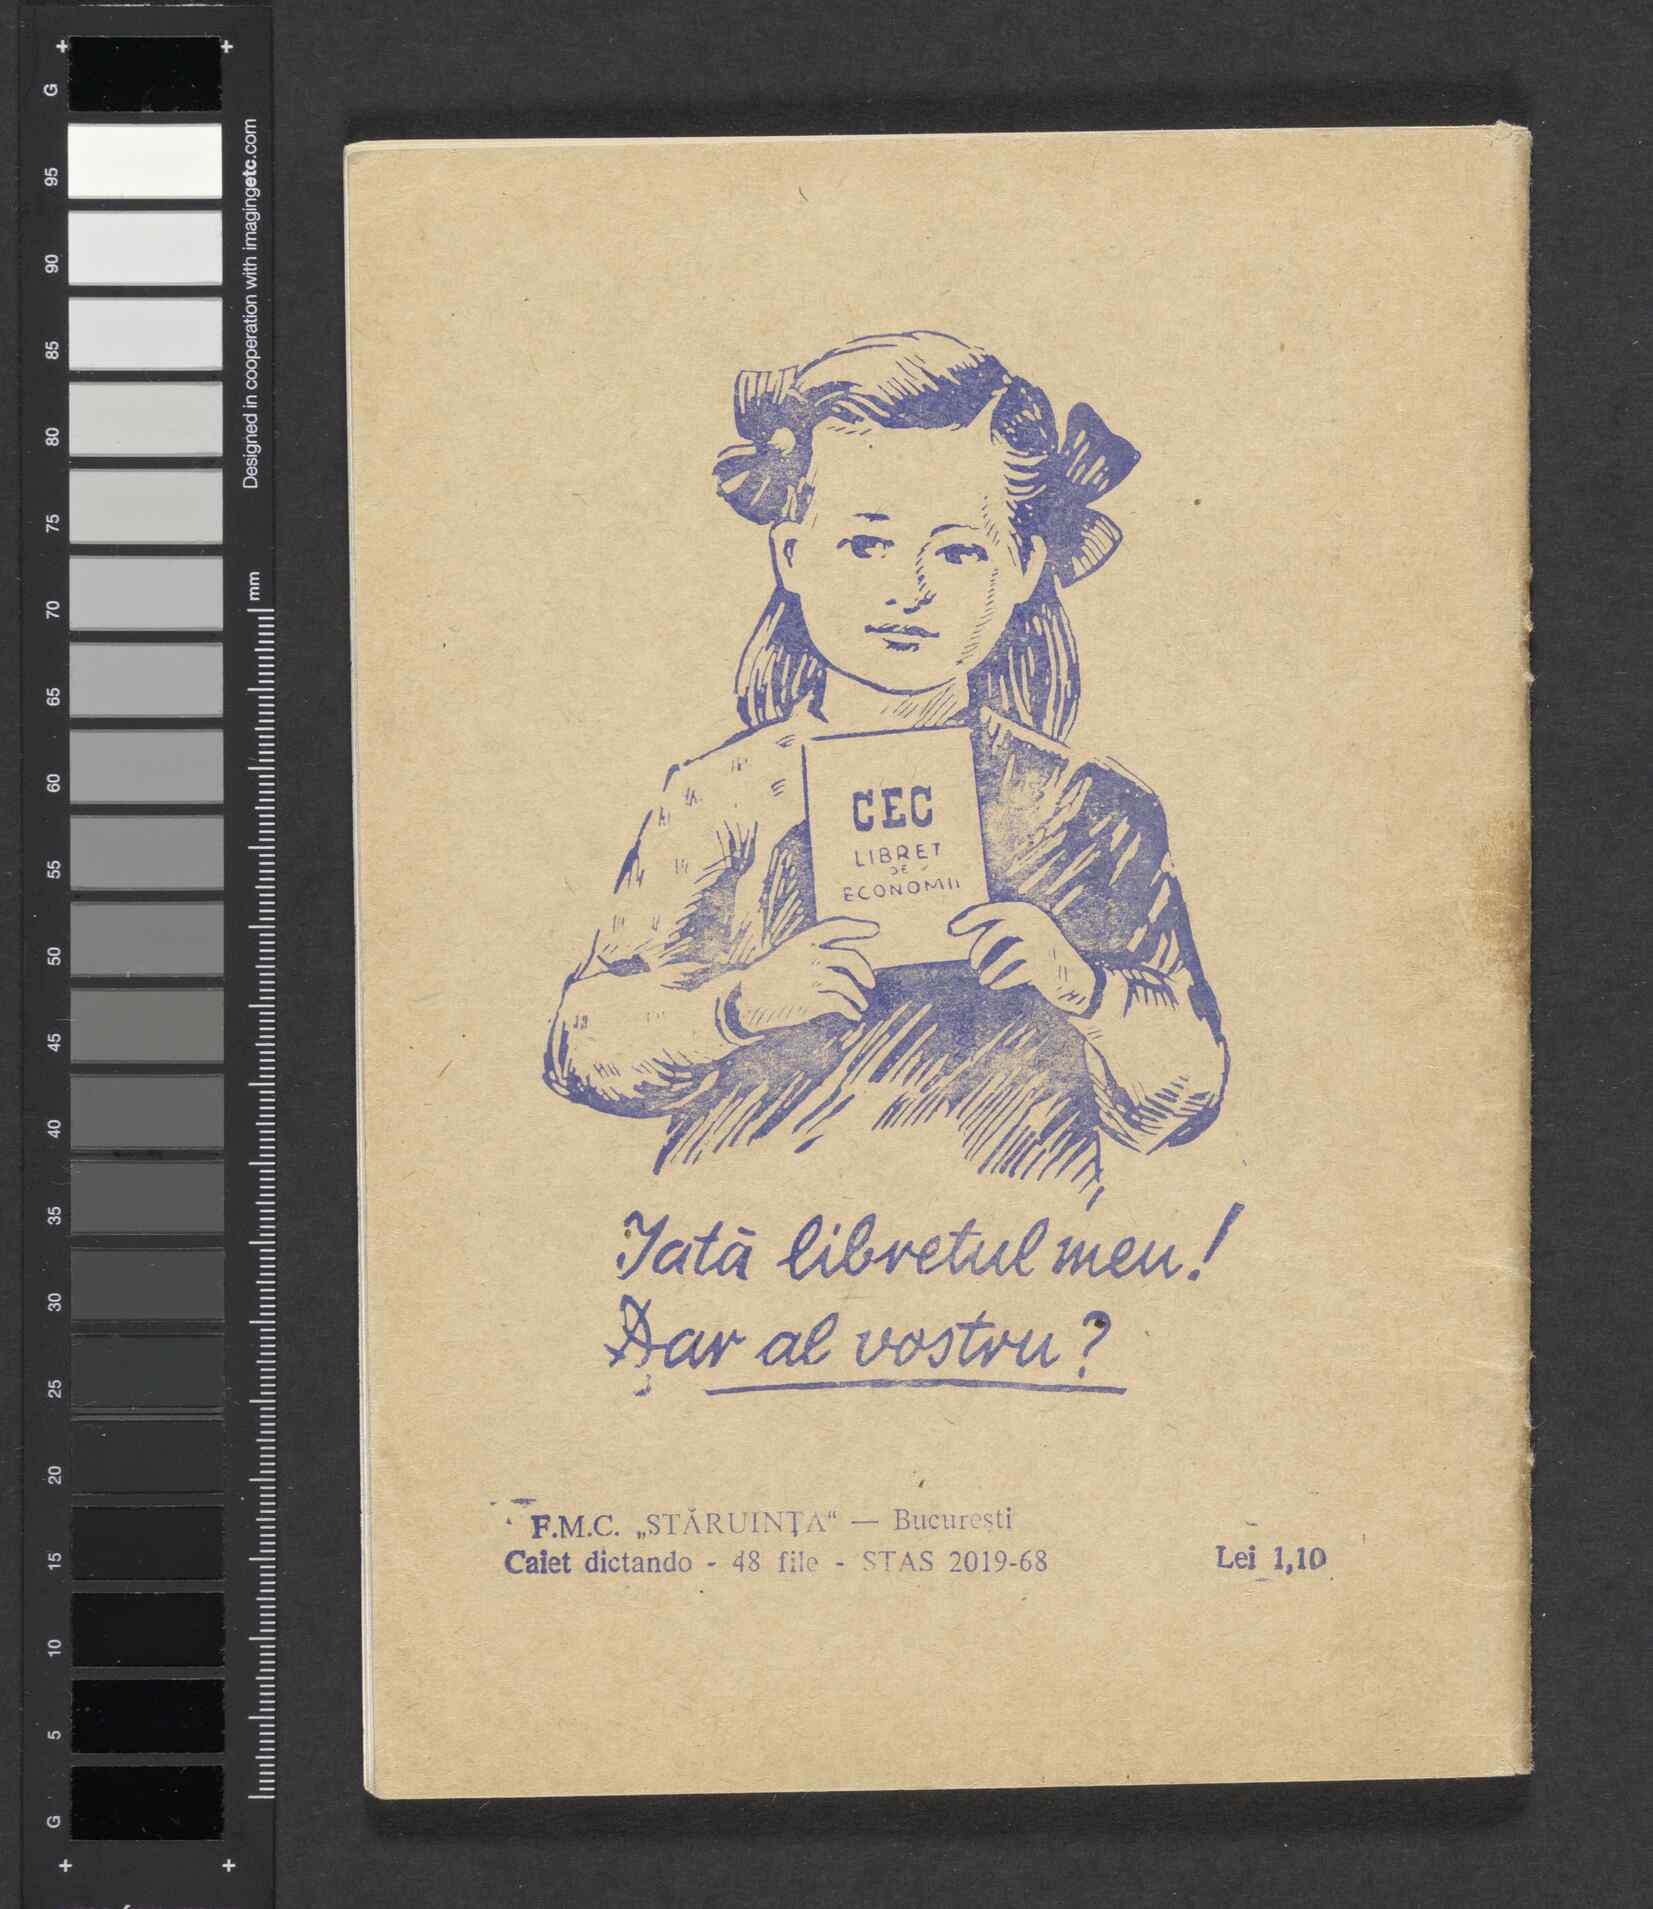 CEC
LIBRET
DE
ECONOMII
Iată libretul meu!
Dar al vostru?
F.M.C. „STĂRUINȚA“ — București
Caiet dictando - 48 file - STAS 2019-68
Lei 1,10
Designed in cooperation with imagingetc.com
mm
G
95
90
85
80
75
70
65
60
55
50
45
40
35
30
25
20
15
10
5
G